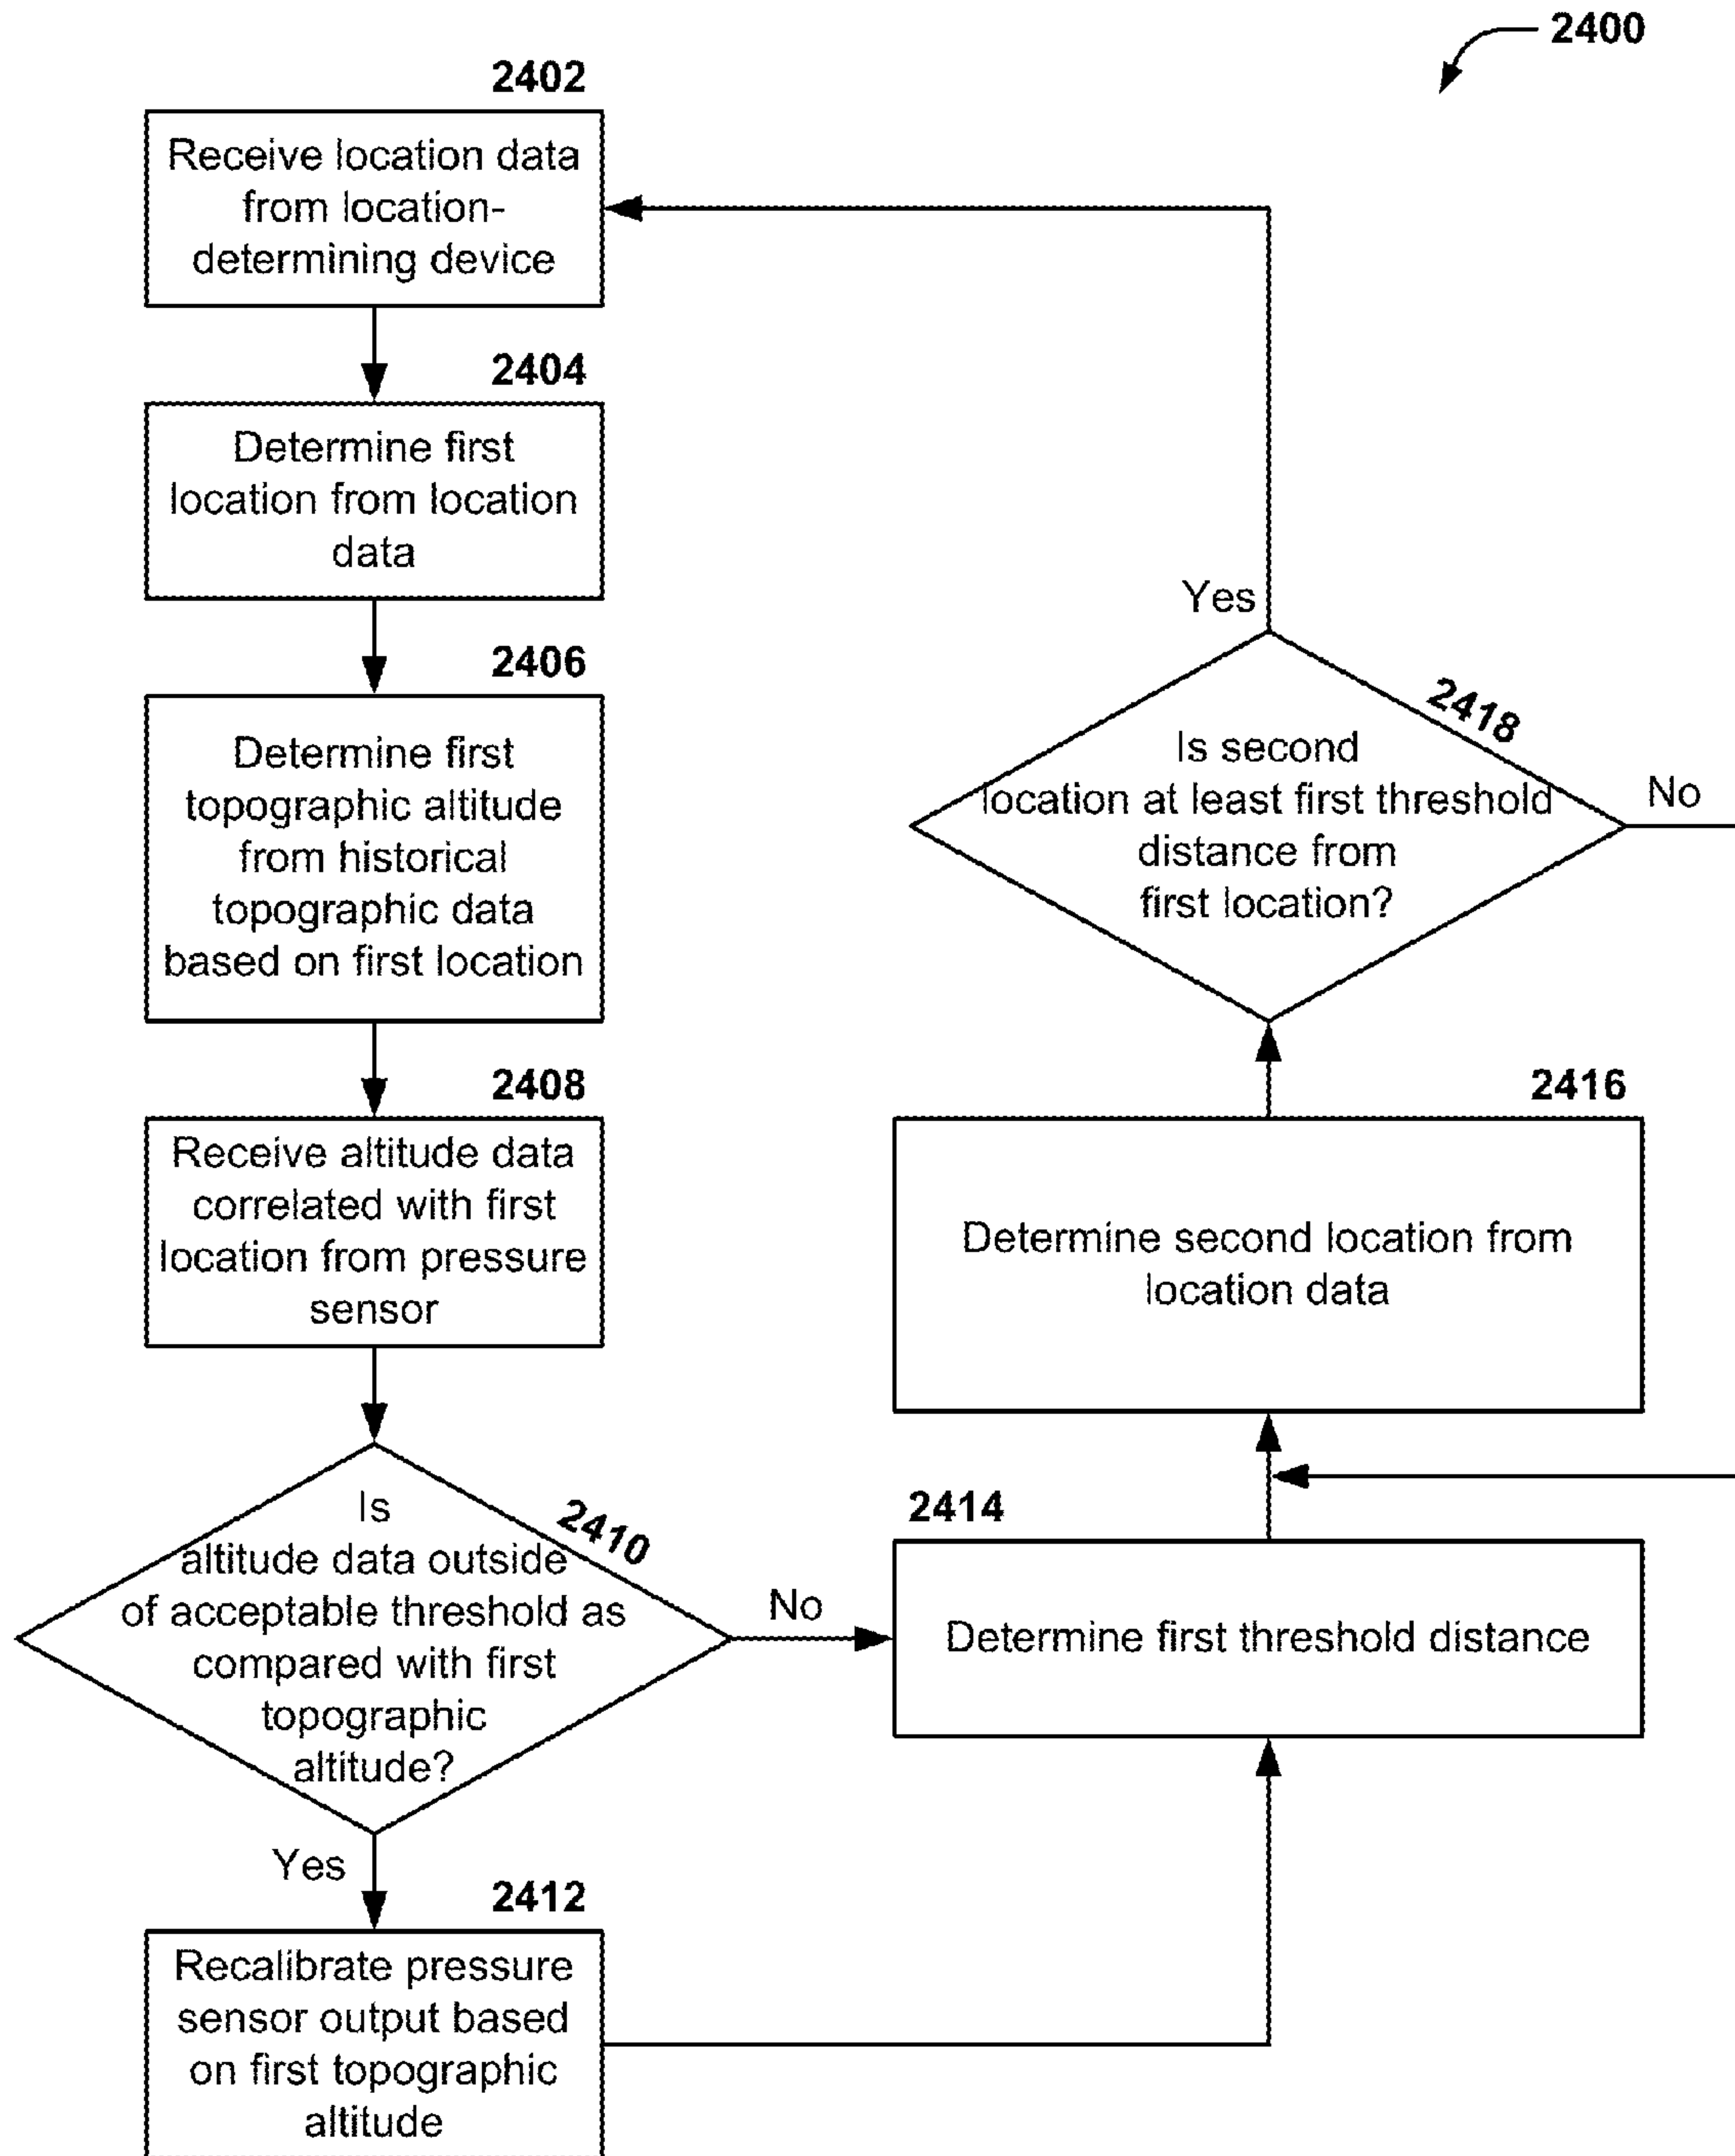 2400
2402
Receive location data
from location-
determining device
2404
Determine first
location from location
data
2406
Determine first
topographic altitude
from historical
topographic data
based on first location
2408
Receive altitude data
correlated with first
location from pressure
sensor
2410
Is
altitude data outside
of acceptable threshold as
compared with first
topographic
altitude?
No
Yes
2412
Recalibrate pressure
sensor output based
on first topographic
altitude
2414
Determine first threshold distance
2416
Determine second location from
location data
2418
Is second
location at least first threshold
distance from
first location?
Yes
No